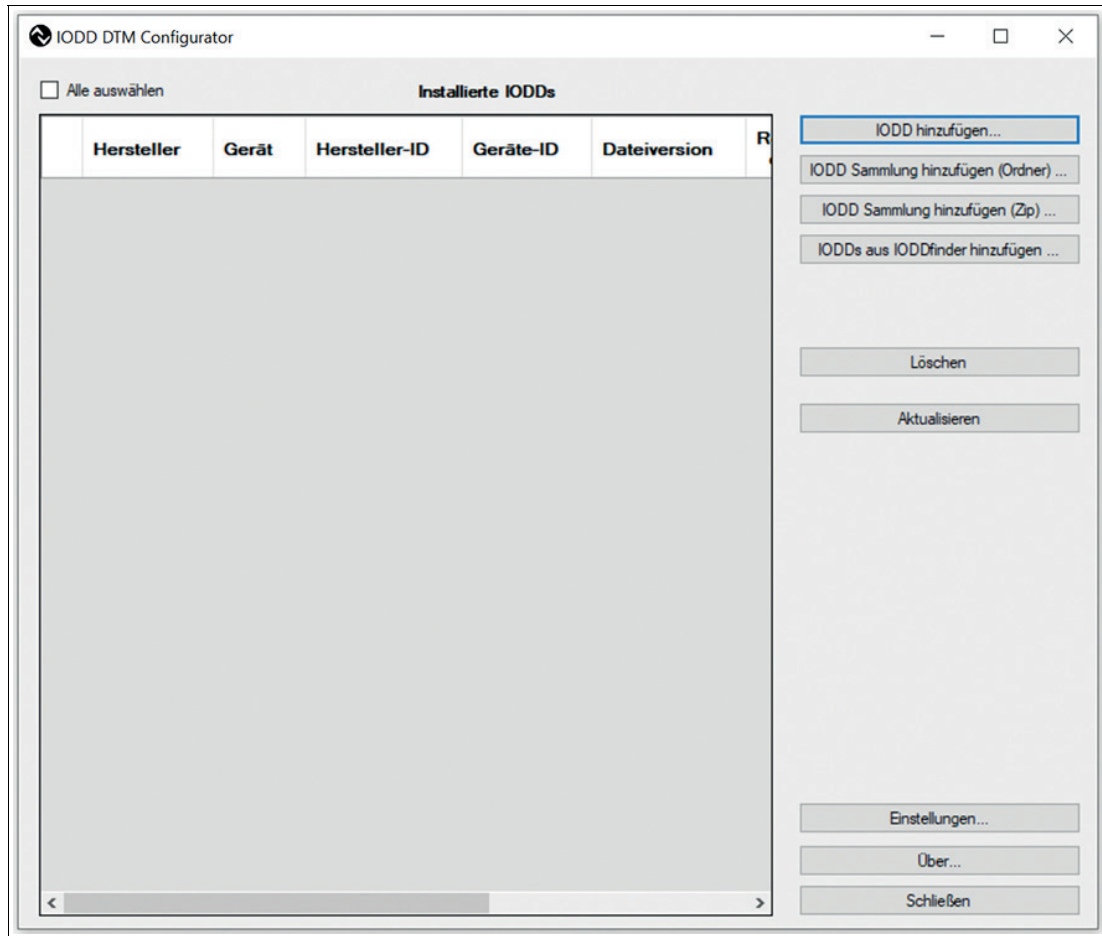 IODD DTM Configurator
Alle auswählen
Installierte IODDs
Hersteller Gerät Hersteller-ID Geräte-ID Dateiversion
IODD hinzufügen...
IODD Sammlung hinzufügen (Ordner) ...
IODD Sammlung hinzufügen (Zip) ...
IODDs aus IODDfinder hinzufügen ...
Löschen
Aktualisieren
Einstellungen...
Über...
Schließen